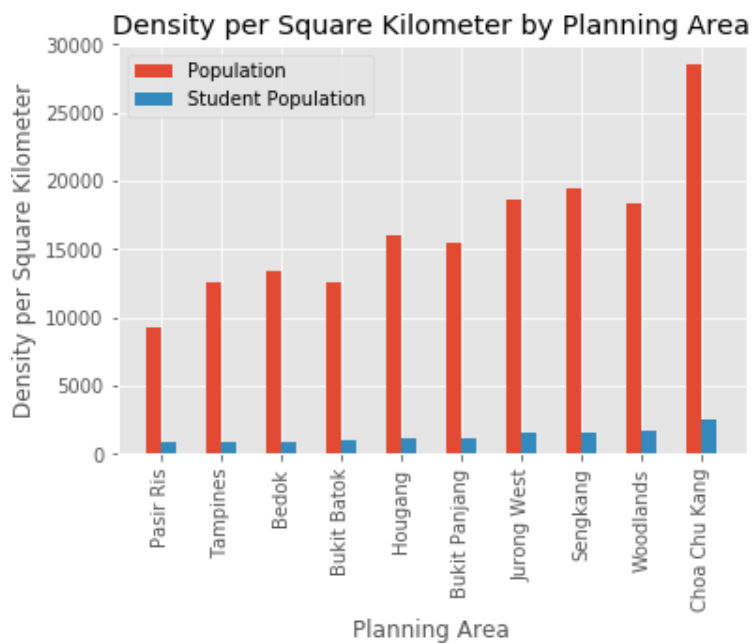 Density per Square Kilometer by Planning Area
30000
25000
20000
15000
10000
5000
0
Density per Square Kilometer
Population
Student Population
Pasir Ris
Tampines
Bedok
Bukit Batok
Hougang
Bukit Panjang
Jurong West
Sengkang
Woodlands
Choa Chu Kang
Planning Area